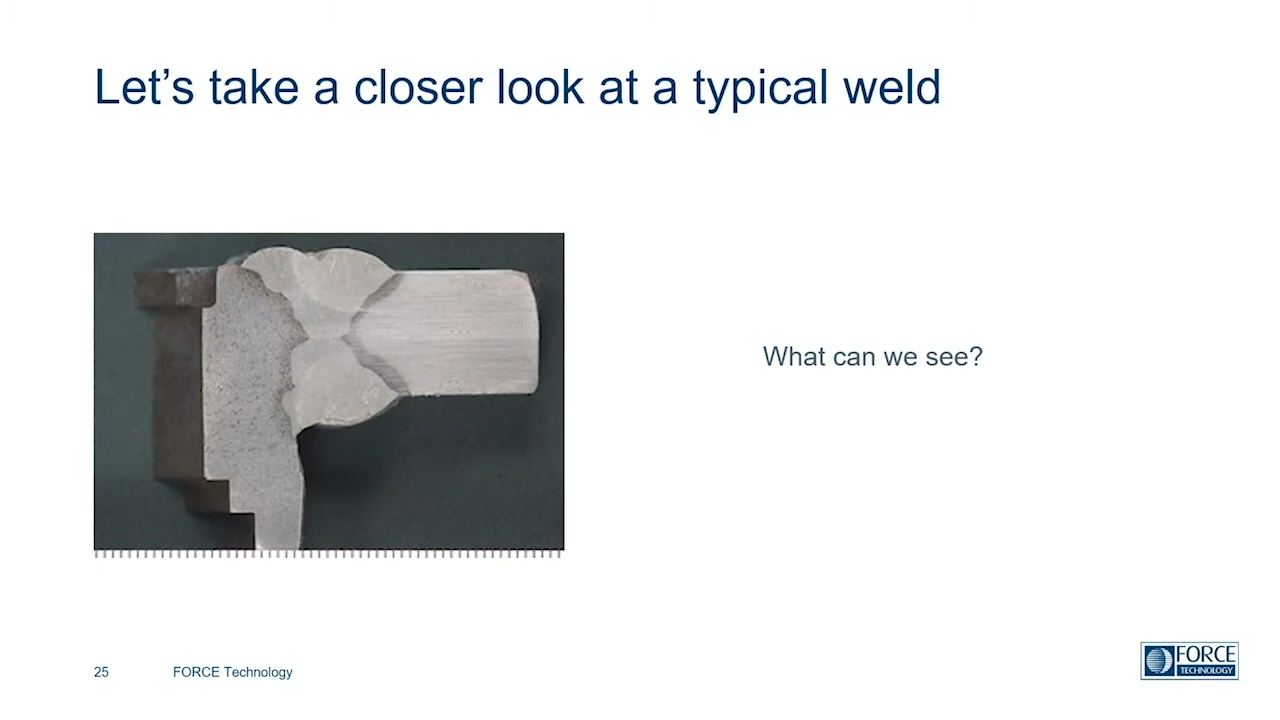 Let’s take a closer look at a typical weld
What can we see?
25 FORCE Technology
FORCE
TECHNOLOGY